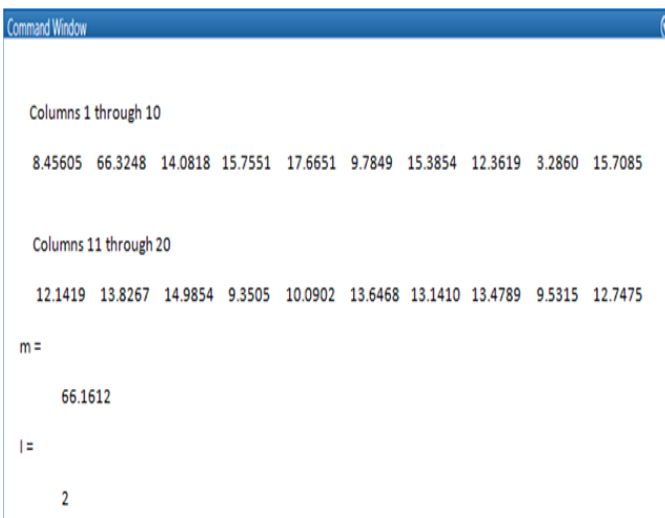 Command Window
Columns 1 through 10
8.45605 66.3248 14.0818 15.7551 17.6651 9.7849 15.3854 12.3619 3.2860 15.7085
Columns 11 through 20
12.1419 13.8267 14.9854 9.3505 10.0902 13.6468 13.1410 13.4789 9.5315 12.7475
m =
66.1612
I =
2